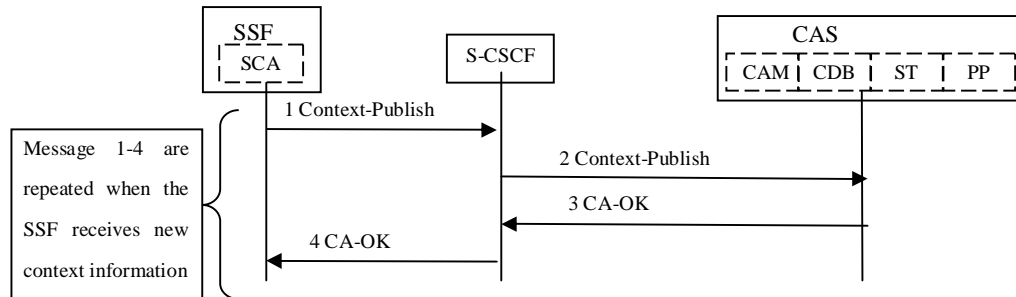 SSF
SCA
S-CSCF
CAS
CAM CDB ST PP
1 Context-Publish
2 Context-Publish
3 CA-OK
4 CA-OK
Message 1-4 are
repeated when the
SSF receives new
context information